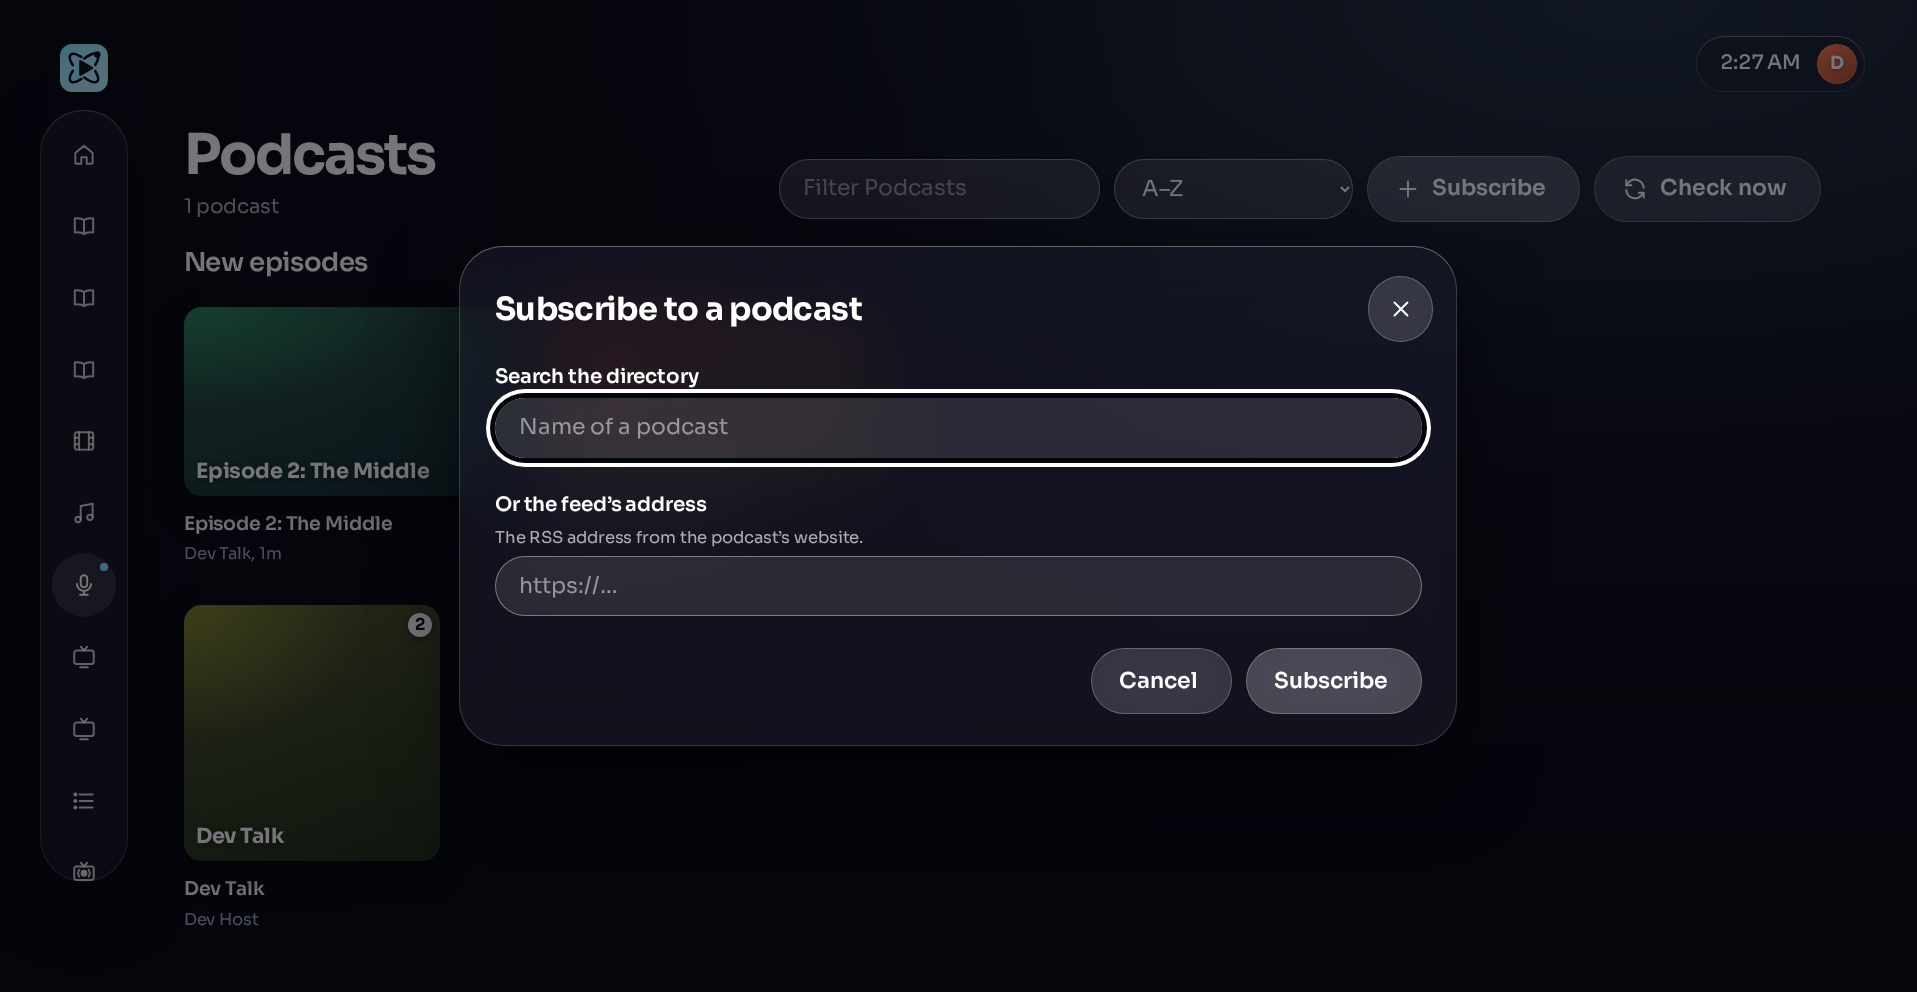 2:27 AM
D
Podcasts
1 podcast
Filter Podcasts
A–Z
Subscribe
Check now
New episodes
Episode 2: The Middle
Episode 2: The Middle
Dev Talk, 1m
2
Dev Talk
Dev Talk
Dev Host
Subscribe to a podcast
Search the directory
Name of a podcast
Or the feed’s address
The RSS address from the podcast’s website.
https://…
Cancel
Subscribe